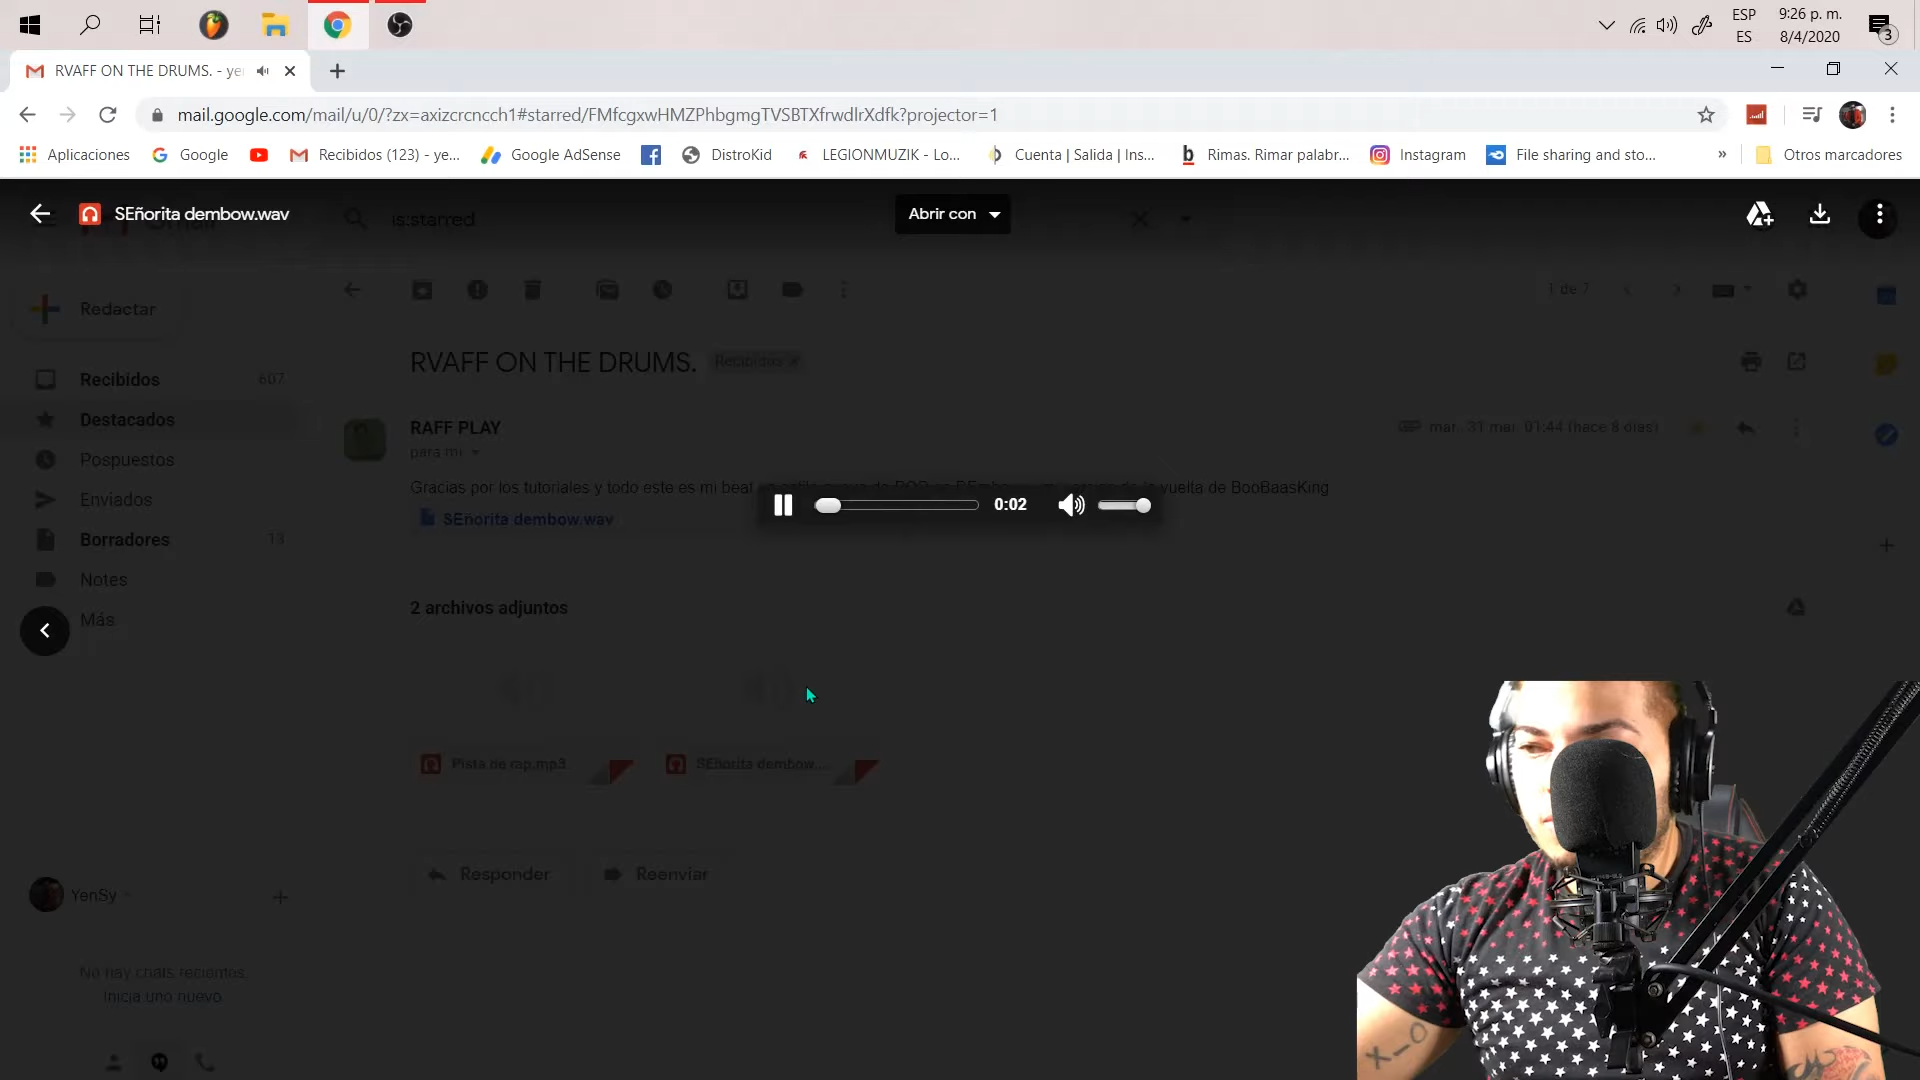 ESP
ES
9:26 p. m.
8/4/2020
3
RVAFF ON THE DRUMS. - ye
mail.google.com/mail/u/0/?zx=axizcrcncch1#starred/FMfcgxwHMZPhbgmgTVSBTXfrwdlrXdfk?projector=1
Aplicaciones
Google
Recibidos (123) - ye...
Google AdSense
DistroKid
LEGIONMUZIK - Lo...
Cuenta | Salida | Ins...
Rimas. Rimar palabr...
Instagram
File sharing and sto...
»
Otros marcadores
SEñorita dembow.wav
is:starred
Abrir con
Redactar
1 de 7
RVAFF ON THE DRUMS.
Recibidos ×
Recibidos 607
Destacados
Pospuestos
Enviados
Borradores 13
Notes
Más
RAFF PLAY
para mi
mar., 31 mar. 01:44 (hace 8 días)
Gracias por los tutoriales y todo este es mi beat
vuelta de BooBaasKing
SEñorita dembow.wav
0:02
2 archivos adjuntos
Pista de rap.mp3
SEñorita dembow....
Responder
Reenviar
YenSy
No hay chats recientes.
Inicia uno nuevo
X-O